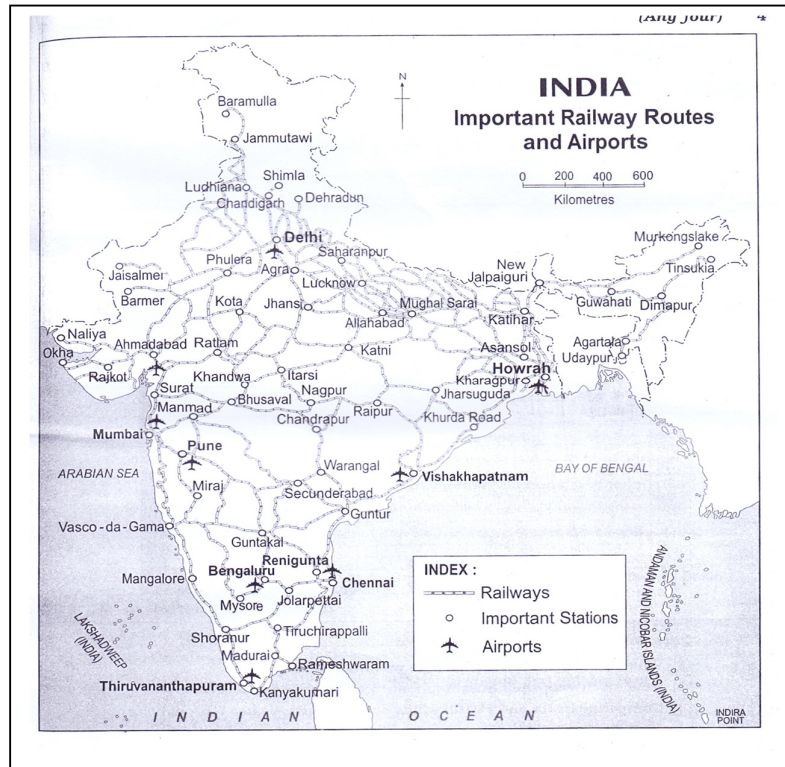 (Any four) 4
INDIA
Important Railway Routes
and Airports
N
0 200 400 600
Kilometres
Baramulla
Jammutawi
Shimla
Ludhiana
Chandigarh
Dehradun
Delhi
Saharanpur
Murkongslake
Tinsukia
Phulera
Agra
New
Jalpaiguri
Jaisalmer
Lucknow
Barmer
Guwahati
Dimapur
Kota
Jhans
Mughal Sarai
Allahabad
Katihar
Naliya
Ahmadabad
Ratlam
Katni
Asansol
Agartala
Udaypur
Okha
Rajkot
Khandwa
Itarsi
Howrah
Kharagpur
Surat
Bhusaval
Nagpur
Jharsuguda
Manmad
Chandrapur
Raipur
Khurda Road
Mumbai
Pune
ARABIAN SEA
Warangal
Vishakhapatnam
BAY OF BENGAL
Miraj
Secunderabad
Guntur
Vasco-da-Gama
Guntakal
Renigunta
Bengaluru
Mangalore
Chennai
Mysore
Jolarpettai
INDEX :
Railways
Important Stations
Airports
LAKSHADWEEP
(INDIA)
Shoranur
Tiruchirappalli
Madurai
Rameshwaram
Thiruvananthapuram
Kanyakumari
ANDAMAN AND NICOBAR ISLANDS (INDIA)
INDIAN OCEAN
INDIRA
POINT